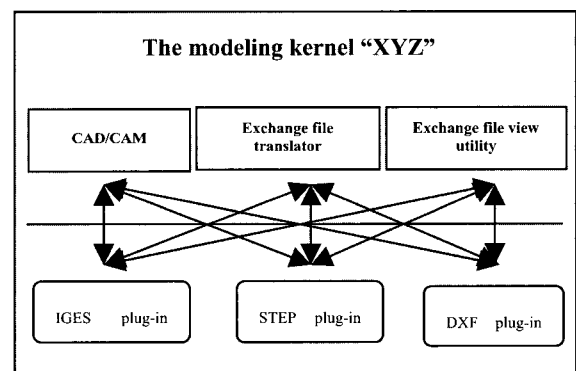 The modeling kernel “XYZ”
CAD/CAM
Exchange file
translator
Exchange file view
utility
IGES plug-in
STEP plug-in
DXF plug-in